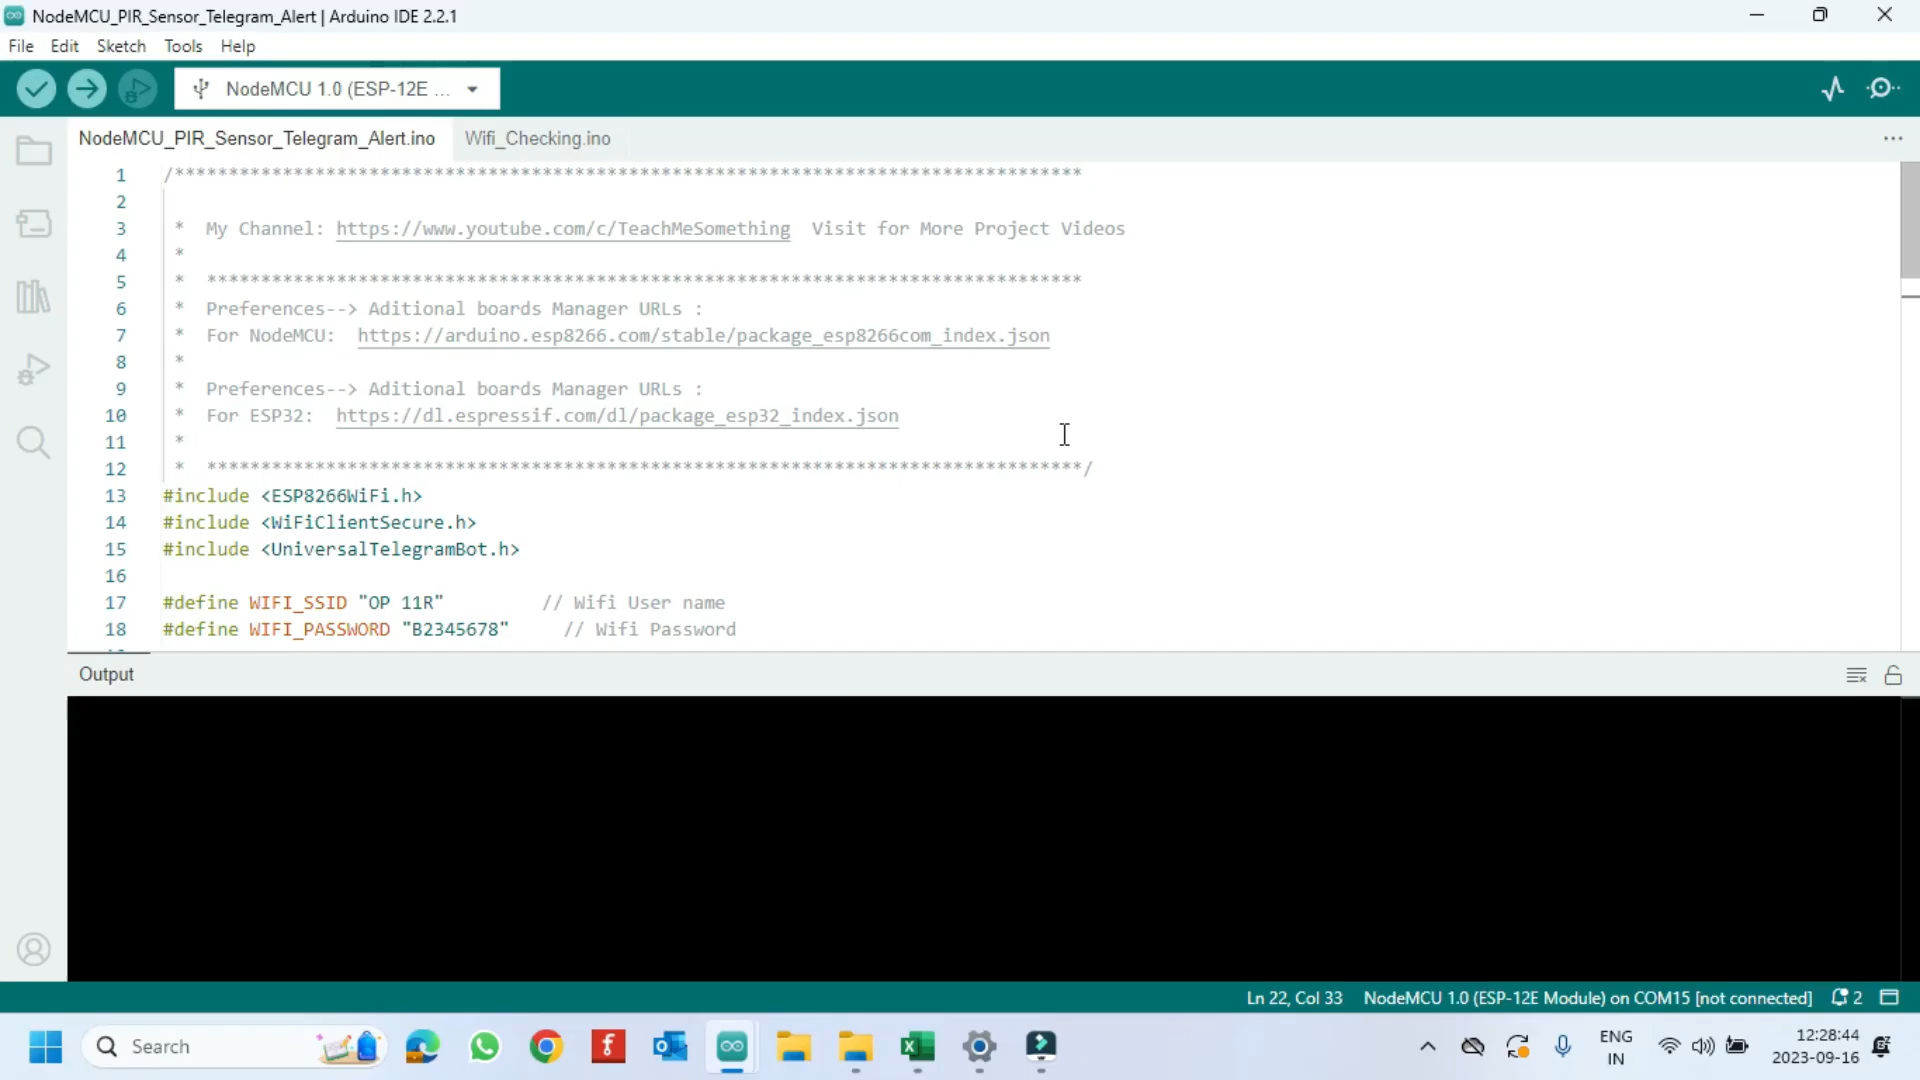 NodeMCU_PIR_Sensor_Telegram_Alert | Arduino IDE 2.2.1
File Edit Sketch Tools Help
NodeMCU 1.0 (ESP-12E ...
NodeMCU_PIR_Sensor_Telegram_Alert.ino Wifi_Checking.ino
1 /************************************************************************************
2
3 * My Channel: https://www.youtube.com/c/TeachMeSomething Visit for More Project Videos
4 *
5 * *********************************************************************************
6 * Preferences--> Aditional boards Manager URLs :
7 * For NodeMCU: https://arduino.esp8266.com/stable/package_esp8266com_index.json
8 *
9 * Preferences--> Aditional boards Manager URLs :
10 * For ESP32: https://dl.espressif.com/dl/package_esp32_index.json
11 *
12 * *********************************************************************************/
13 #include <ESP8266WiFi.h>
14 #include <WiFiClientSecure.h>
15 #include <UniversalTelegramBot.h>
16
17 #define WIFI_SSID "OP 11R" // Wifi User name
18 #define WIFI_PASSWORD "B2345678" // Wifi Password
Output
Ln 22, Col 33 NodeMCU 1.0 (ESP-12E Module) on COM15 [not connected] 2
Search
ENG
IN
12:28:44
2023-09-16